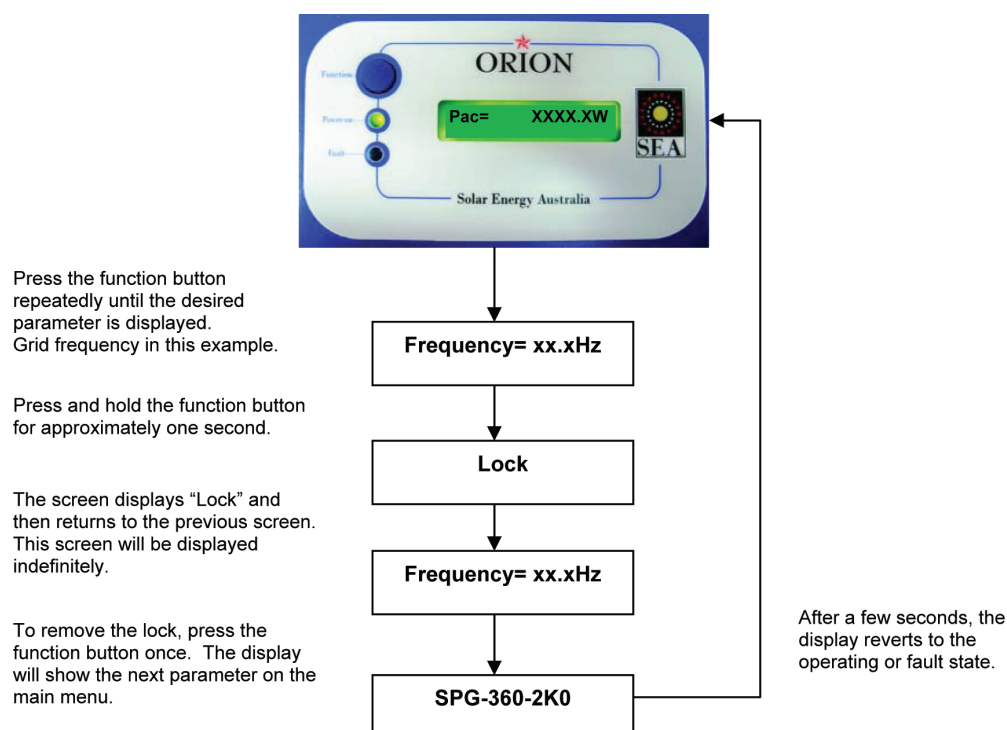 ORION
Function
Power-on
Fault
Pac= XXXX.XW
SEA
Solar Energy Australia
Press the function button
repeatedly until the desired
parameter is displayed.
Grid frequency in this example.
Frequency= xx.xHz
Press and hold the function button
for approximately one second.
Lock
The screen displays “Lock” and
then returns to the previous screen.
This screen will be displayed
indefinitely.
Frequency= xx.xHz
To remove the lock, press the
function button once.  The display
will show the next parameter on the
main menu.
SPG-360-2K0
After a few seconds, the
display reverts to the
operating or fault state.